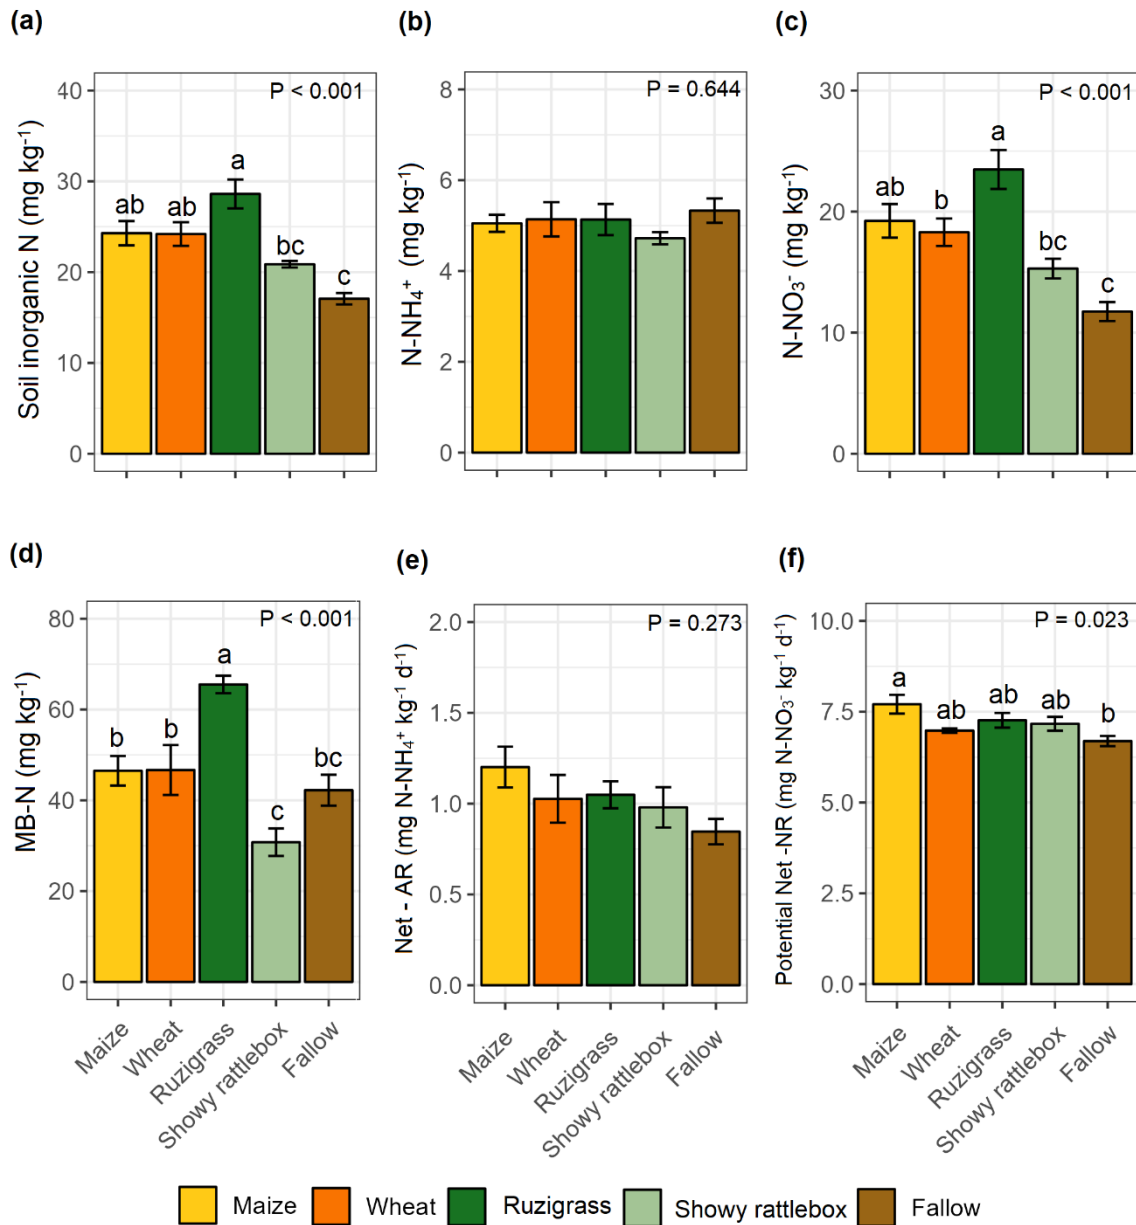 (a)
(b)
(c)
Soil inorganic N (mg kg⁻¹)
40
30
20
10
0
P < 0.001
ab
ab
a
bc
c
N-NH₄⁺ (mg kg⁻¹)
8
6
4
2
0
P = 0.644
N-NO₃⁻ (mg kg⁻¹)
30
20
10
0
P < 0.001
ab
b
a
bc
c
(d)
(e)
(f)
MB-N (mg kg⁻¹)
80
60
40
20
0
P < 0.001
b
b
a
c
bc
Maize
Wheat
Ruzigrass
Showy rattlebox
Fallow
Net - AR (mg N-NH₄⁺ kg⁻¹ d⁻¹)
2.0
1.5
1.0
0.5
0.0
P = 0.273
Maize
Wheat
Ruzigrass
Showy rattlebox
Fallow
Potential Net -NR (mg N-NO₃⁻ kg⁻¹ d⁻¹)
10.0
7.5
5.0
2.5
0.0
P = 0.023
a
ab
ab
ab
b
Maize
Wheat
Ruzigrass
Showy rattlebox
Fallow
Maize Wheat Ruzigrass Showy rattlebox Fallow